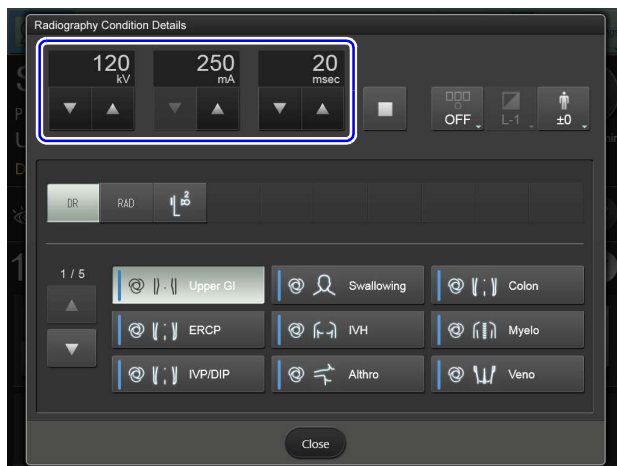 Radiography Condition Details
120 250 20
kV mA msec
OFF L-1 ±0
DR RAD
1 / 5
Upper GI Swallowing Colon
ERCP IVH Myelo
IVP/DIP Althro Veno
Close